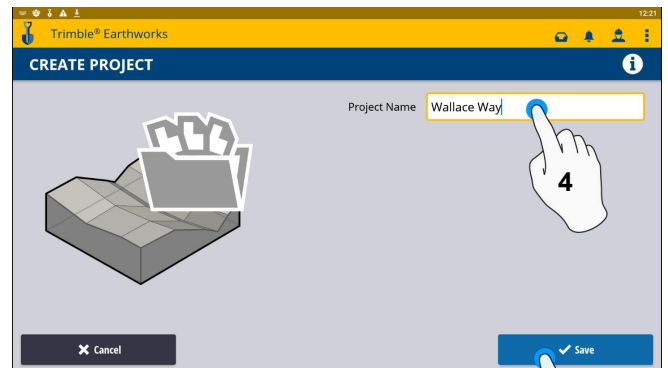 12:21
Trimble® Earthworks
CREATE PROJECT
Project Name Wallace Way
4
Cancel Save